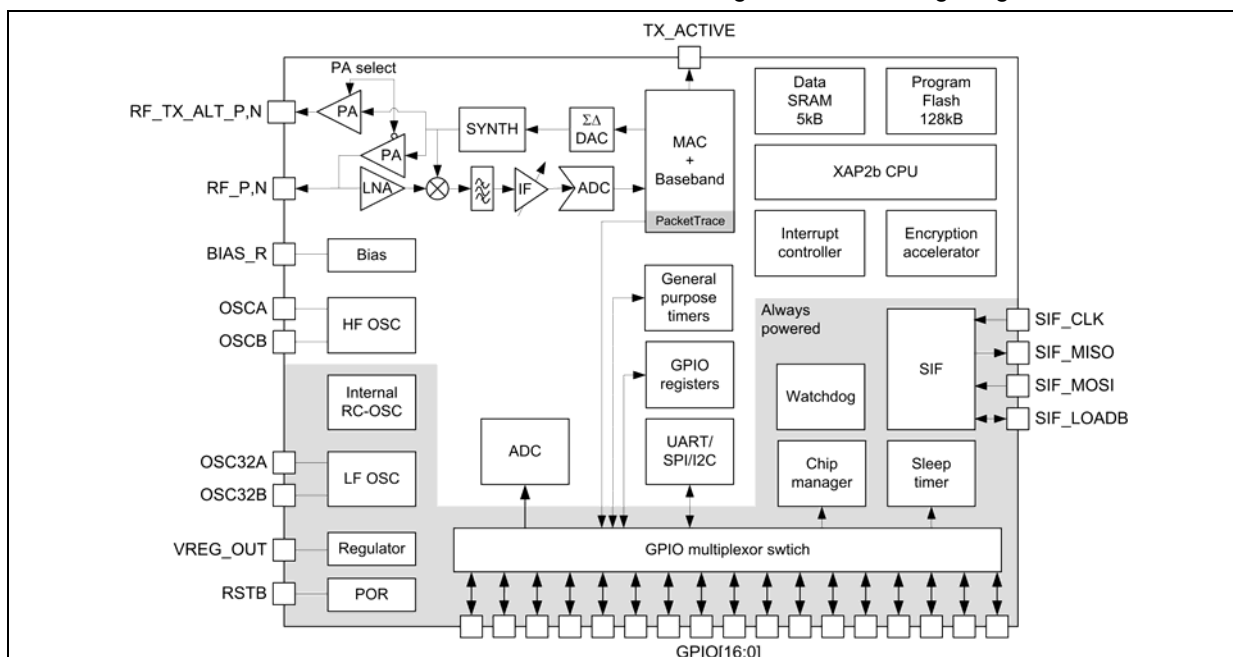 TX_ACTIVE
PA select
RF_TX_ALT_P,N
PA
SYNTH
ΣΔ
DAC
MAC
+
Baseband
PacketTrace
Data
SRAM
5kB
Program
Flash
128kB
PA
RF_P,N
LNA
IF
ADC
XAP2b CPU
BIAS_R
Bias
Interrupt
controller
Encryption
accelerator
OSCA
OSCB
HF OSC
General
purpose
timers
Always
powered
SIF_CLK
SIF_MISO
SIF_MOSI
SIF_LOADB
SIF
Internal
RC-OSC
GPIO
registers
Watchdog
OSC32A
OSC32B
LF OSC
ADC
UART/
SPI/I2C
Chip
manager
Sleep
timer
VREG_OUT
Regulator
GPIO multiplexor swtich
RSTB
POR
GPIO[16:0]